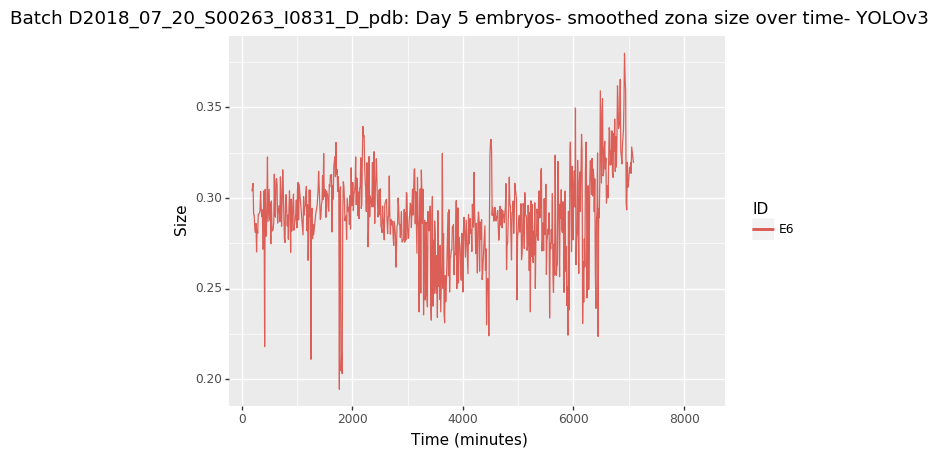 Batch D2018_07_20_S00263_I0831_D_pdb: Day 5 embryos- smoothed zona size over time- YOLOv3
0.35
0.30
0.25
0.20
Size
0 2000 4000 6000 8000
Time (minutes)
ID
E6